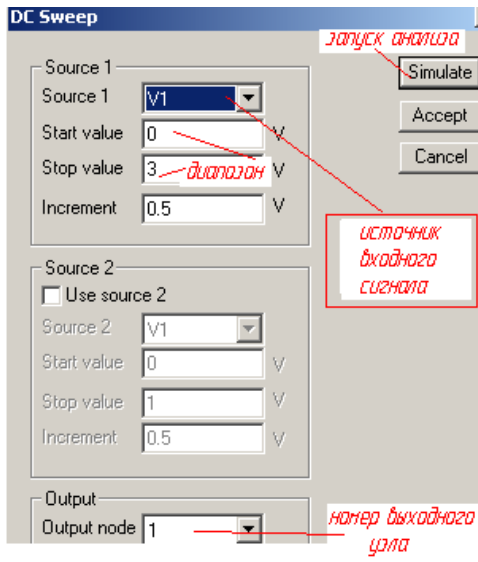 DC Sweep
запуск анализа
Source 1
Simulate
Source 1 V1
Accept
Start value 0 V
Cancel
Stop value 3 диапазон V
Increment 0.5 V
источник
входного
сигнала
Source 2
Use source 2
Source 2 V1
Start value 0 V
Stop value 1 V
Increment 0.5 V
Output
Output node 1
номер выходного
узла